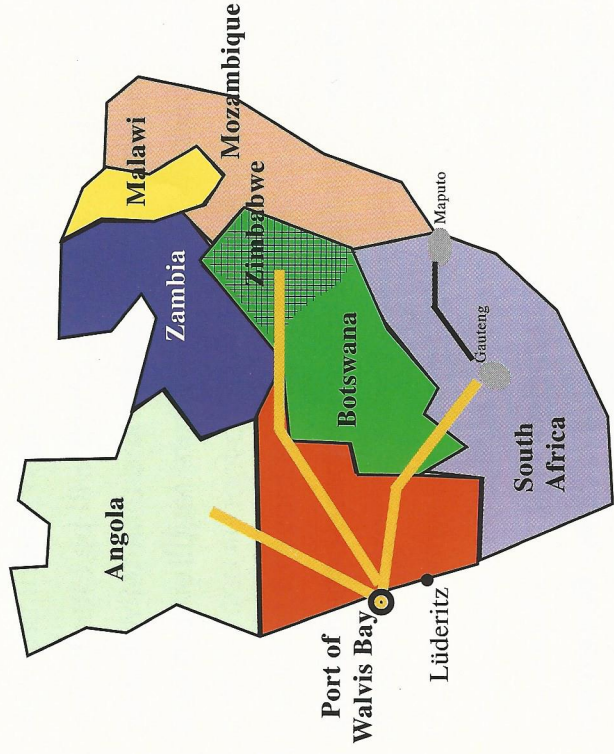 Angola
Zambia
Malawi
Mozambique
Zimbabwe
Botswana
Port of
Walvis Bay
Lüderitz
South
Africa
Gauteng
Maputo